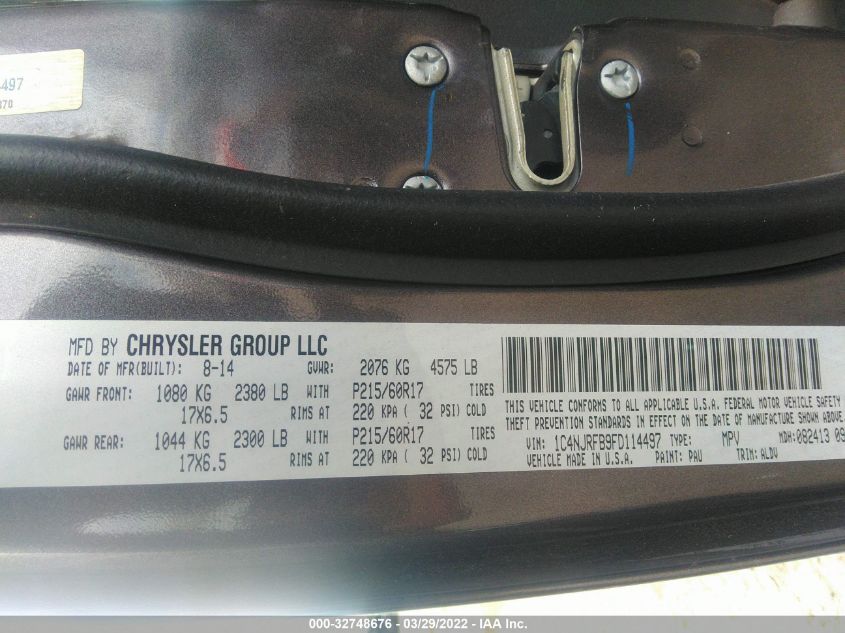 497
070
MFD BY CHRYSLER GROUP LLC
DATE OF MFR(BUILT): 8-14 GVWR: 2076 KG 4575 LB
GAWR FRONT: 1080 KG 2380 LB WITH P215/60R17 TIRES
17X6.5 RIMS AT 220 KPA ( 32 PSI) COLD
GAWR REAR: 1044 KG 2300 LB WITH P215/60R17 TIRES
17X6.5 RIMS AT 220 KPA ( 32 PSI) COLD
THIS VEHICLE CONFORMS TO ALL APPLICABLE U.S.A. FEDERAL MOTOR VEHICLE SAFETY
THEFT PREVENTION STANDARDS IN EFFECT ON THE DATE OF MANUFACTURE SHOWN ABOVE.
VIN: 1C4NJRFB9FD114497 TYPE: MPV MDH: 082413 09
VEHICLE MADE IN U.S.A. PAINT: PAU TRIM: ALDV
000-32748676 - 03/29/2022 - IAA Inc.